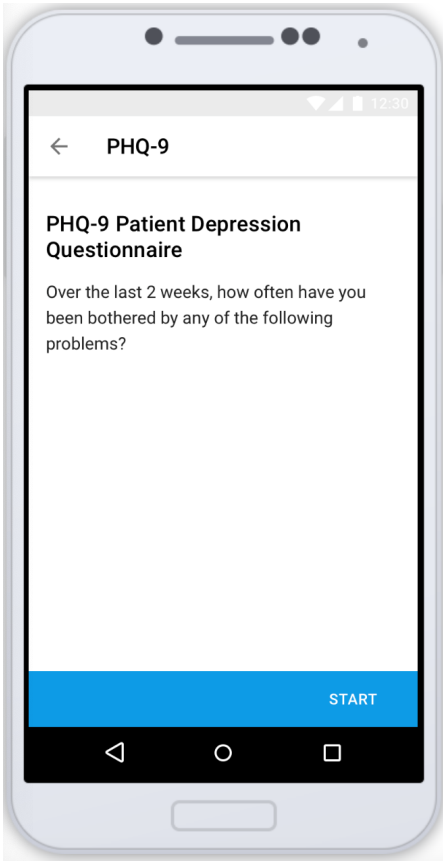 12:30
PHQ-9
PHQ-9 Patient Depression
Questionnaire
Over the last 2 weeks, how often have you
been bothered by any of the following
problems?
START